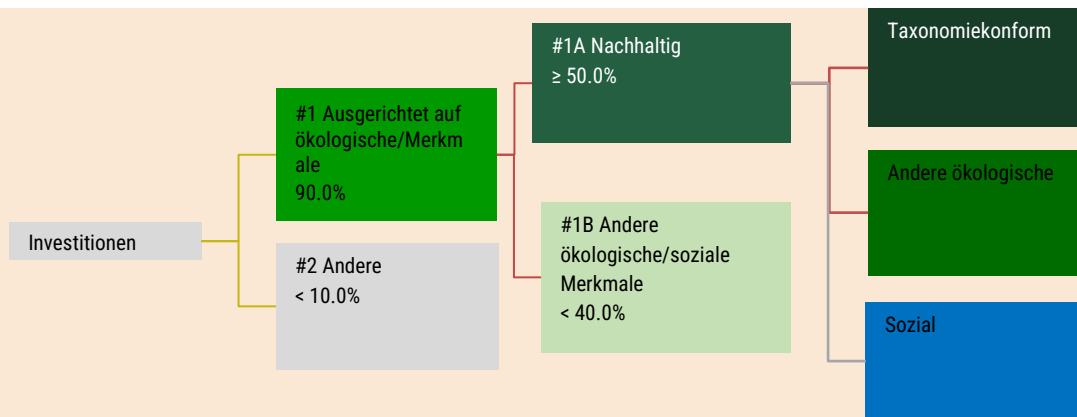 Investitionen
#1 Ausgerichtet auf
ökologische/Merkm
ale
90.0%
#2 Andere
< 10.0%
#1A Nachhaltig
≥ 50.0%
#1B Andere
ökologische/soziale
Merkmale
< 40.0%
Taxonomiekonform
Andere ökologische
Sozial